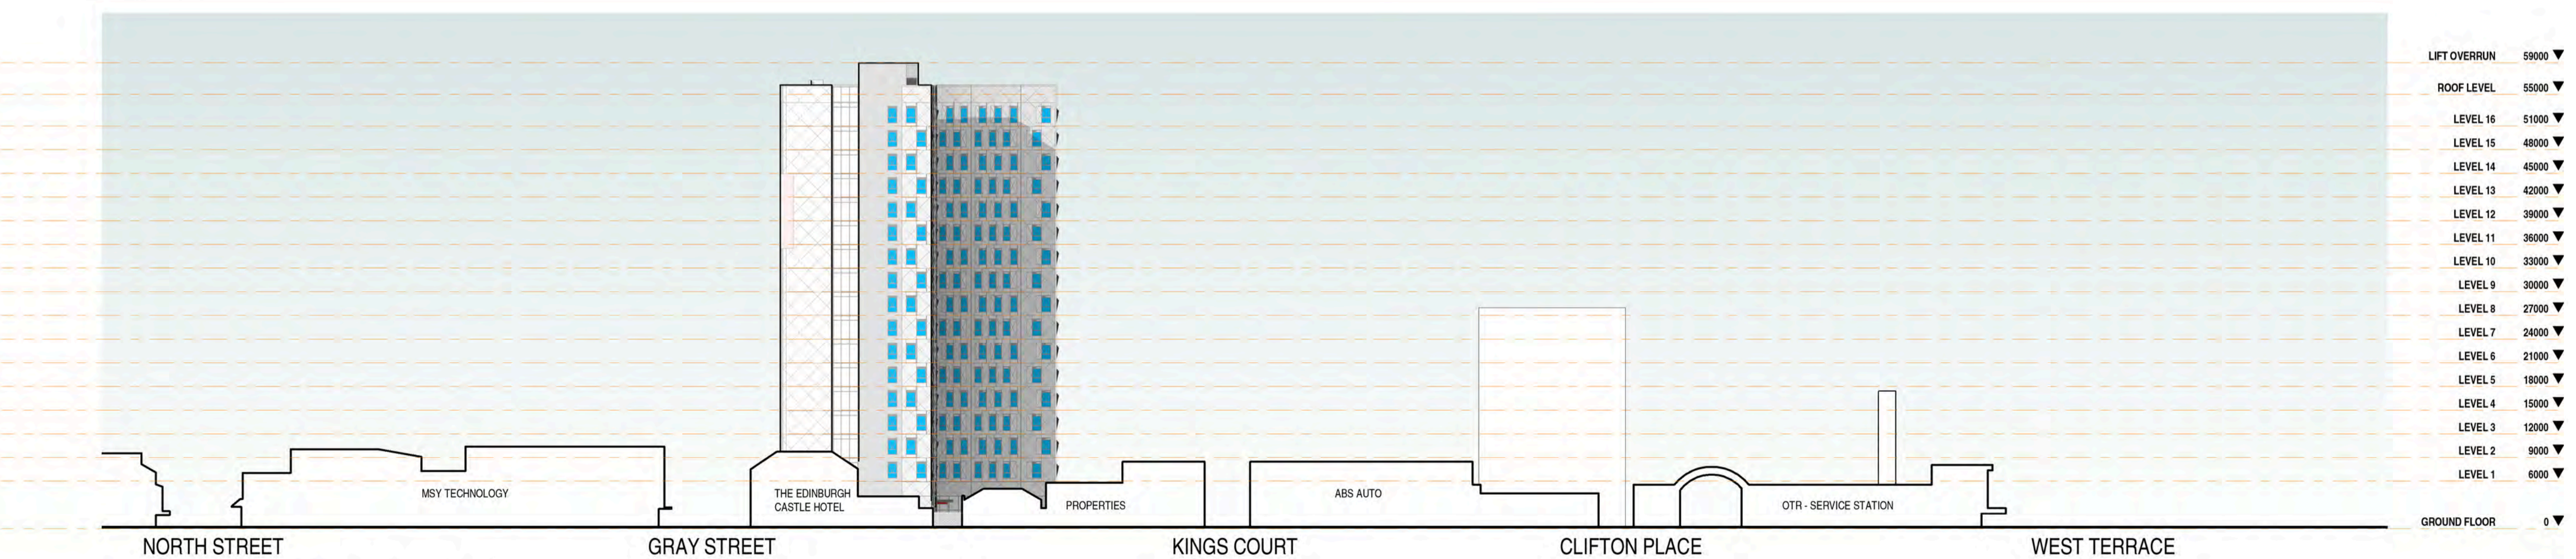 LIFT OVERRUN 59000
ROOF LEVEL 55000
LEVEL 16 51000
LEVEL 15 48000
LEVEL 14 45000
LEVEL 13 42000
LEVEL 12 39000
LEVEL 11 36000
LEVEL 10 33000
LEVEL 9 30000
LEVEL 8 27000
LEVEL 7 24000
LEVEL 6 21000
LEVEL 5 18000
LEVEL 4 15000
LEVEL 3 12000
LEVEL 2 9000
LEVEL 1 6000
GROUND FLOOR 0
MSY TECHNOLOGY
THE EDINBURGH
CASTLE HOTEL
PROPERTIES
ABS AUTO
OTR - SERVICE STATION
NORTH STREET
GRAY STREET
KINGS COURT
CLIFTON PLACE
WEST TERRACE